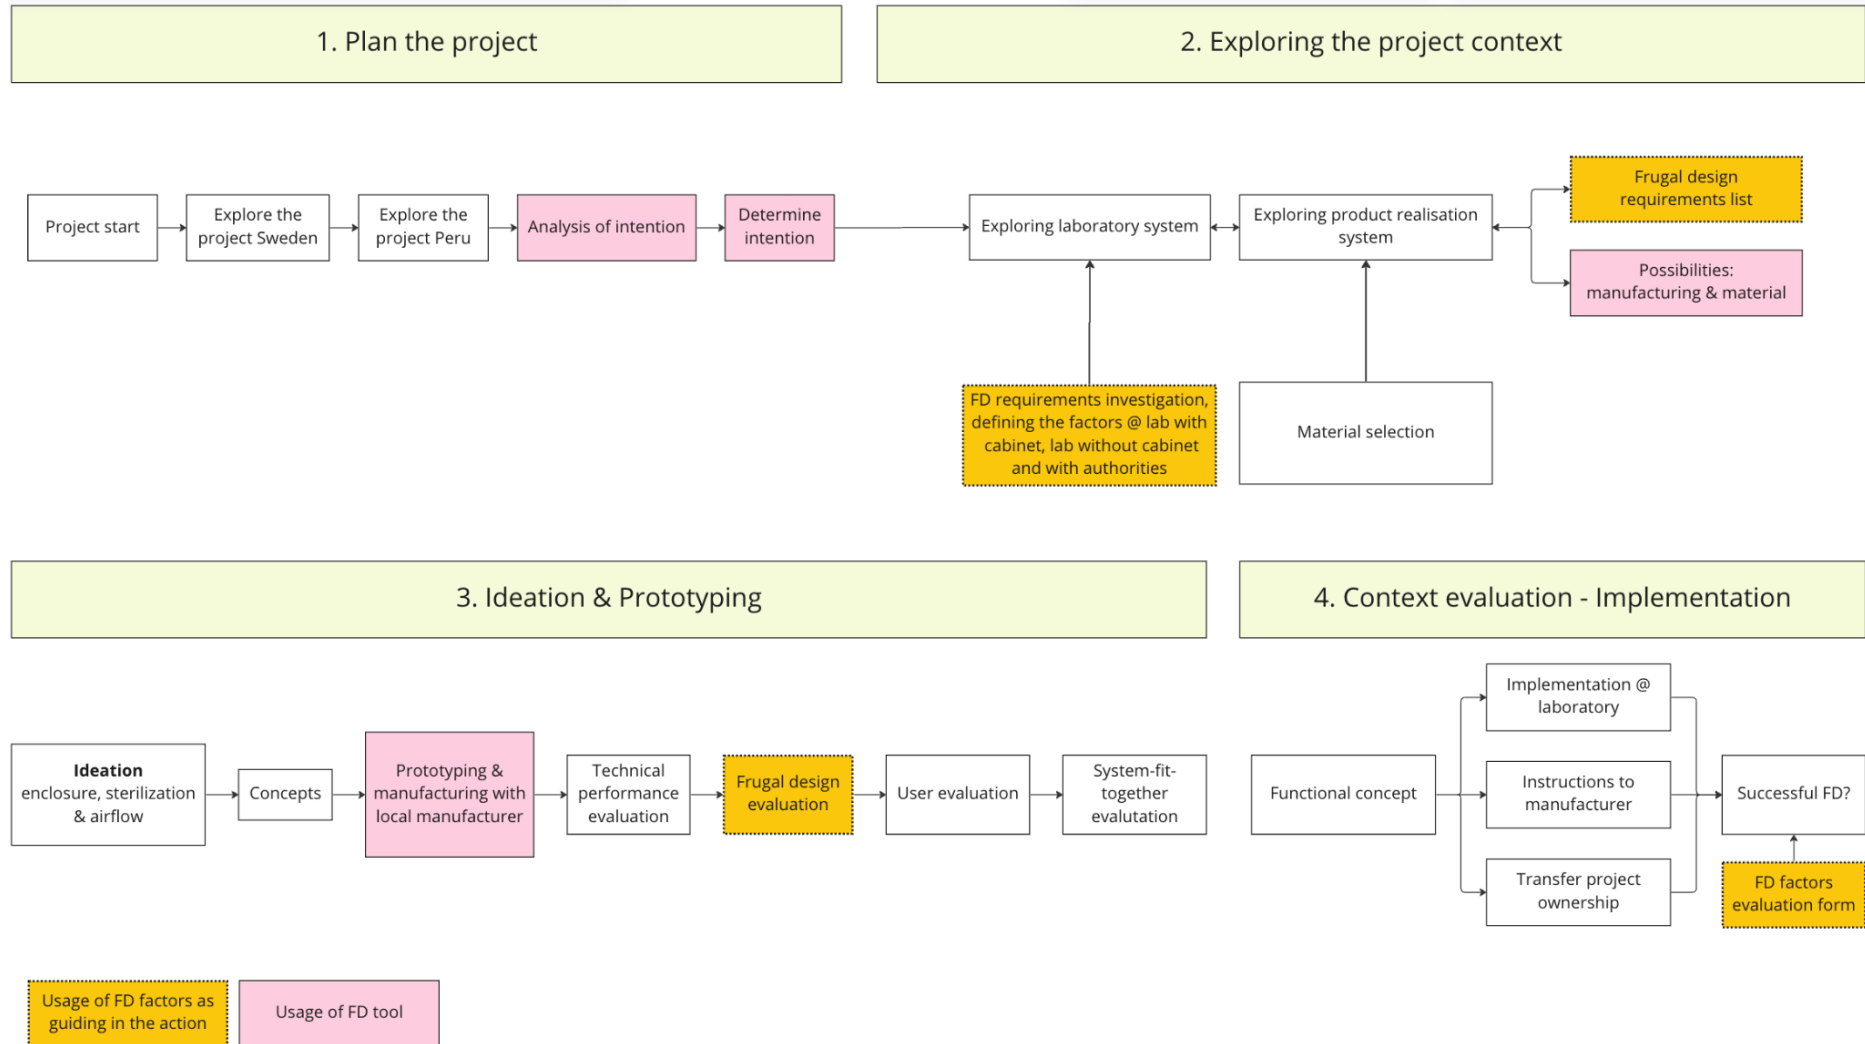 1. Plan the project
2. Exploring the project context
Project start
Explore the
project Sweden
Explore the
project Peru
Analysis of intention
Determine
intention
Exploring laboratory system
Exploring product realisation
system
Frugal design
requirements list
Possibilities:
manufacturing & material
FD requirements investigation,
defining the factors @ lab with
cabinet, lab without cabinet
and with authorities
Material selection
3. Ideation & Prototyping
4. Context evaluation - Implementation
Ideation
enclosure, sterilization
& airflow
Concepts
Prototyping &
manufacturing with
local manufacturer
Technical
performance
evaluation
Frugal design
evaluation
User evaluation
System-fit-
together
evalutation
Functional concept
Implementation @
laboratory
Instructions to
manufacturer
Transfer project
ownership
Successful FD?
FD factors
evaluation form
Usage of FD factors as
guiding in the action
Usage of FD tool